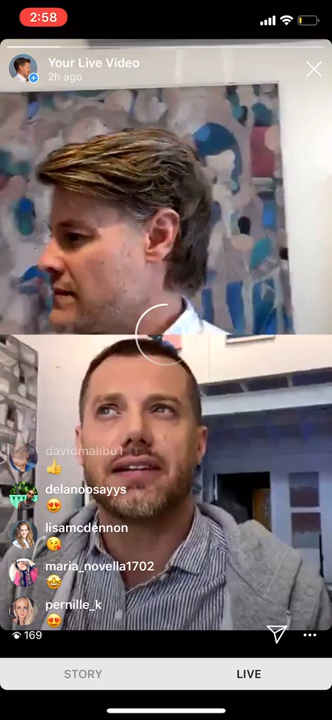 2:58
Your Live Video
2h ago
davidmalibu1
👍
delanoosayys
😍
lisamcdennon
😘
maria_novella1702
🤩
pernille_k
😍
169
STORY
LIVE